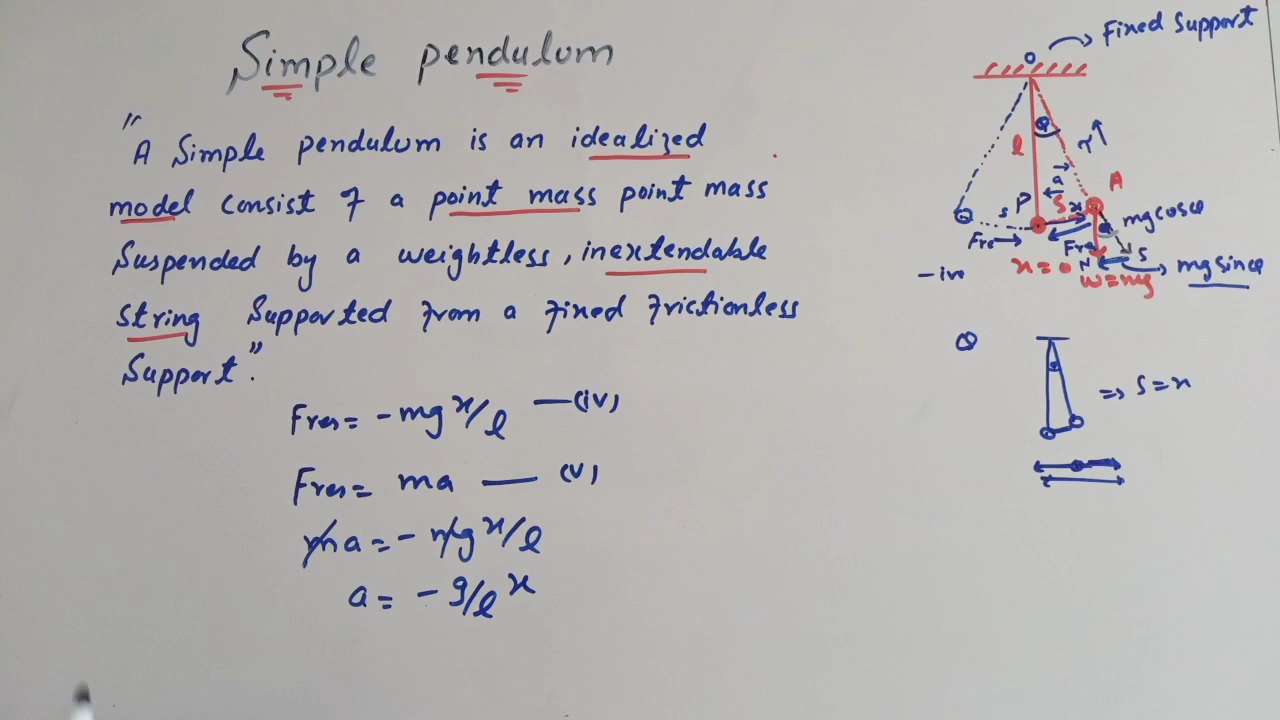 Simple pendulum
"A Simple pendulum is an idealized
model consist of a point mass point mass
Suspended by a weightless, inextendable
string Supported from a fixed frictionless
Support".
Fres = - mg x/l — (iv)
Fres = ma — (v)
ma = - mg x/l
a = - g/l x
O → Fixed Support
θ
l
T
a
A
P
S x
s
mg cosθ
Fre
Fre
N
S
x = 0
mg sinθ
w = mg
- ive
θ
θ
⇒ S = x